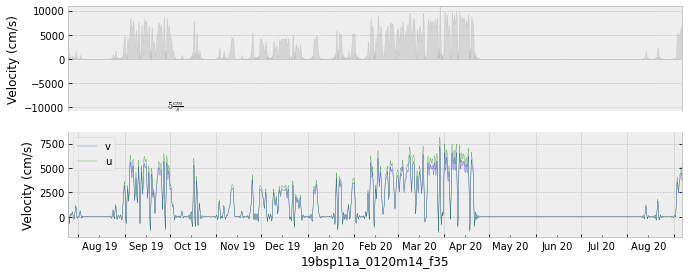 Velocity (cm/s)
10000
5000
0
−5000
−10000
5 cm/s
Velocity (cm/s)
7500
5000
2500
0
v
u
Aug 19 Sep 19 Oct 19 Nov 19 Dec 19 Jan 20 Feb 20 Mar 20 Apr 20 May 20 Jun 20 Jul 20 Aug 20
19bsp11a_0120m14_f35